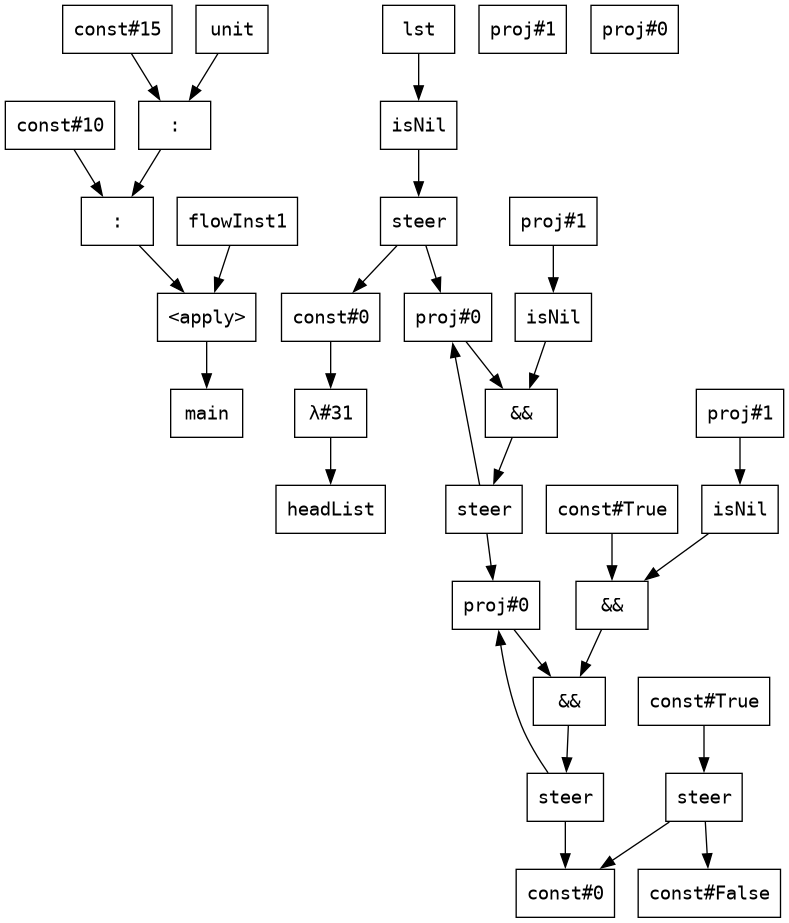 const#15
unit
lst
proj#1
proj#0
const#10
:
isNil
:
flowInst1
steer
proj#1
<apply>
const#0
proj#0
isNil
main
λ#31
&&
proj#1
headList
steer
const#True
isNil
proj#0
&&
&&
const#True
steer
steer
const#0
const#False